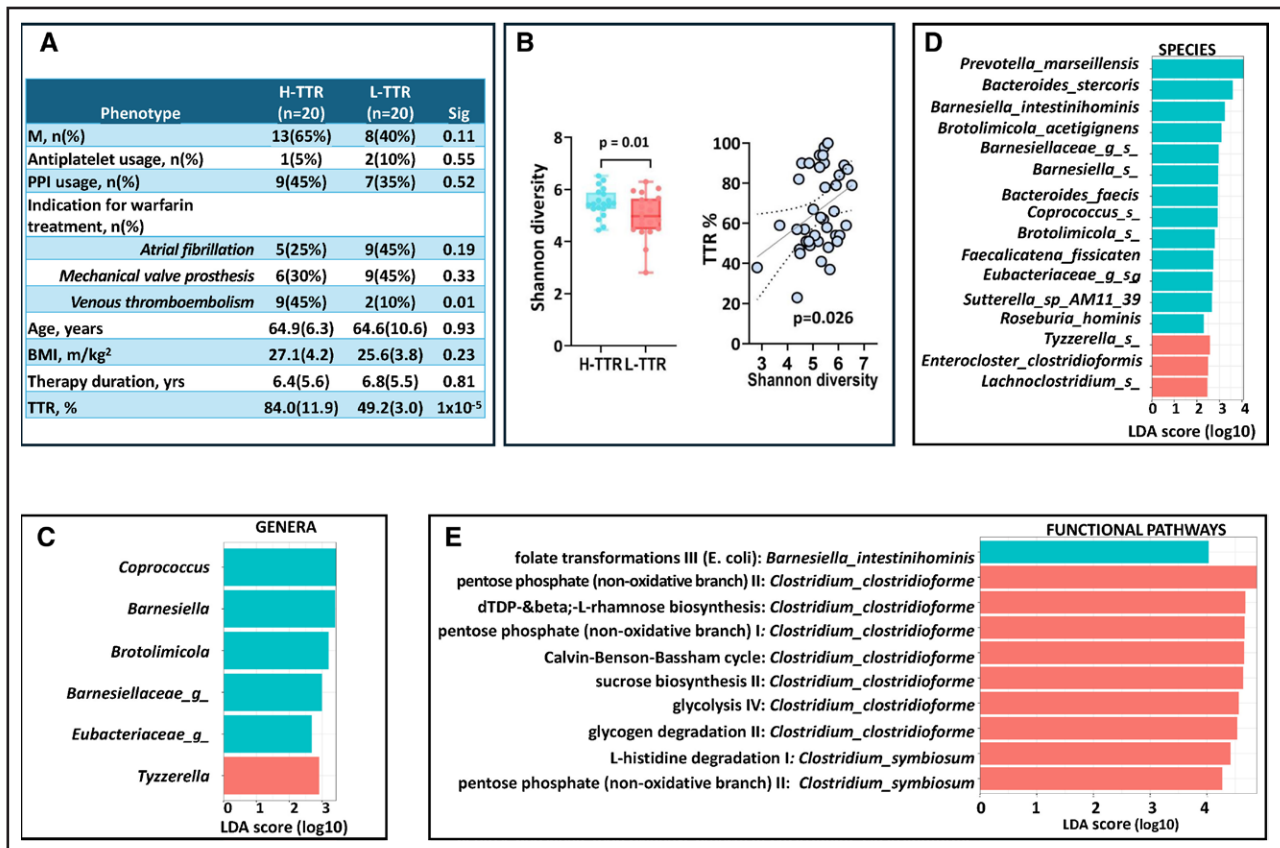 A
Phenotype H-TTR (n=20) L-TTR (n=20) Sig
M, n(%) 13(65%) 8(40%) 0.11
Antiplatelet usage, n(%) 1(5%) 2(10%) 0.55
PPI usage, n(%) 9(45%) 7(35%) 0.52
Indication for warfarin
treatment, n(%)
Atrial fibrillation 5(25%) 9(45%) 0.19
Mechanical valve prosthesis 6(30%) 9(45%) 0.33
Venous thromboembolism 9(45%) 2(10%) 0.01
Age, years 64.9(6.3) 64.6(10.6) 0.93
BMI, m/kg² 27.1(4.2) 25.6(3.8) 0.23
Therapy duration, yrs 6.4(5.6) 6.8(5.5) 0.81
TTR, % 84.0(11.9) 49.2(3.0) 1x10⁻⁵
B
Shannon diversity
8
6
4
2
0
p = 0.01
H-TTR L-TTR
TTR %
100
80
60
40
20
0
p=0.026
3 4 5 6 7
Shannon diversity
D
SPECIES
Prevotella_marseillensis
Bacteroides_stercoris
Barnesiella_intestinihominis
Brotolimicola_acetigignens
Barnesiellaceae_g_s_
Barnesiella_s_
Bacteroides_faecis
Coprococcus_s_
Brotolimicola_s_
Faecalicatena_fissicaten
Eubacteriaceae_g_sg
Sutterella_sp_AM11_39
Roseburia_hominis
Tyzzerella_s_
Enterocloster_clostridioformis
Lachnoclostridium_s_
0 1 2 3 4
LDA score (log10)
C
GENERA
Coprococcus
Barnesiella
Brotolimicola
Barnesiellaceae_g_
Eubacteriaceae_g_
Tyzzerella
0 1 2 3
LDA score (log10)
E
FUNCTIONAL PATHWAYS
folate transformations III (E. coli): Barnesiella_intestinihominis
pentose phosphate (non-oxidative branch) II: Clostridium_clostridioforme
dTDP-&beta;-L-rhamnose biosynthesis: Clostridium_clostridioforme
pentose phosphate (non-oxidative branch) I: Clostridium_clostridioforme
Calvin-Benson-Bassham cycle: Clostridium_clostridioforme
sucrose biosynthesis II: Clostridium_clostridioforme
glycolysis IV: Clostridium_clostridioforme
glycogen degradation II: Clostridium_clostridioforme
L-histidine degradation I: Clostridium_symbiosum
pentose phosphate (non-oxidative branch) II: Clostridium_symbiosum
0 1 2 3 4
LDA score (log10)